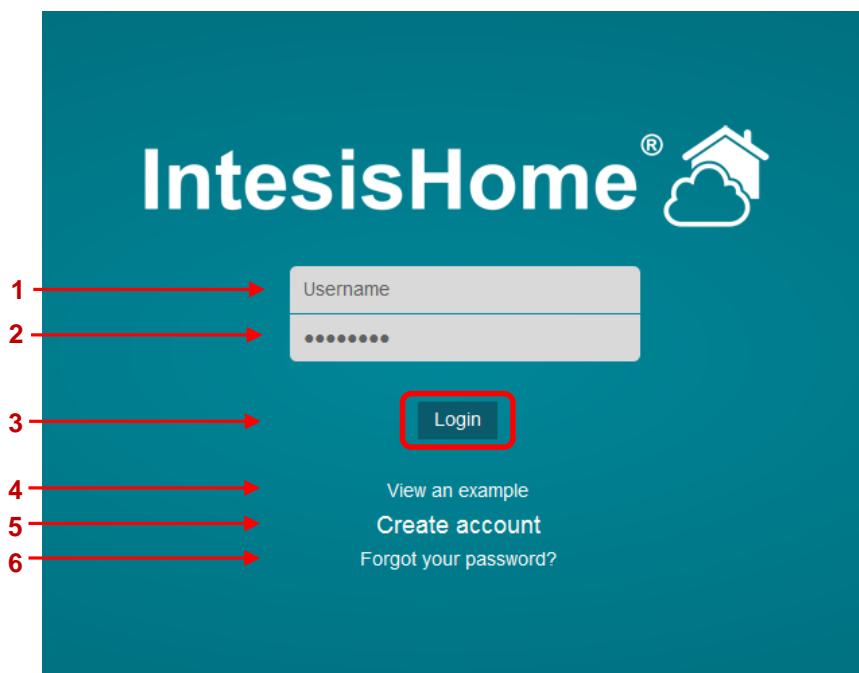 IntesisHome®
1 Username
2 ••••••••
3 Login
4 View an example
5 Create account
6 Forgot your password?